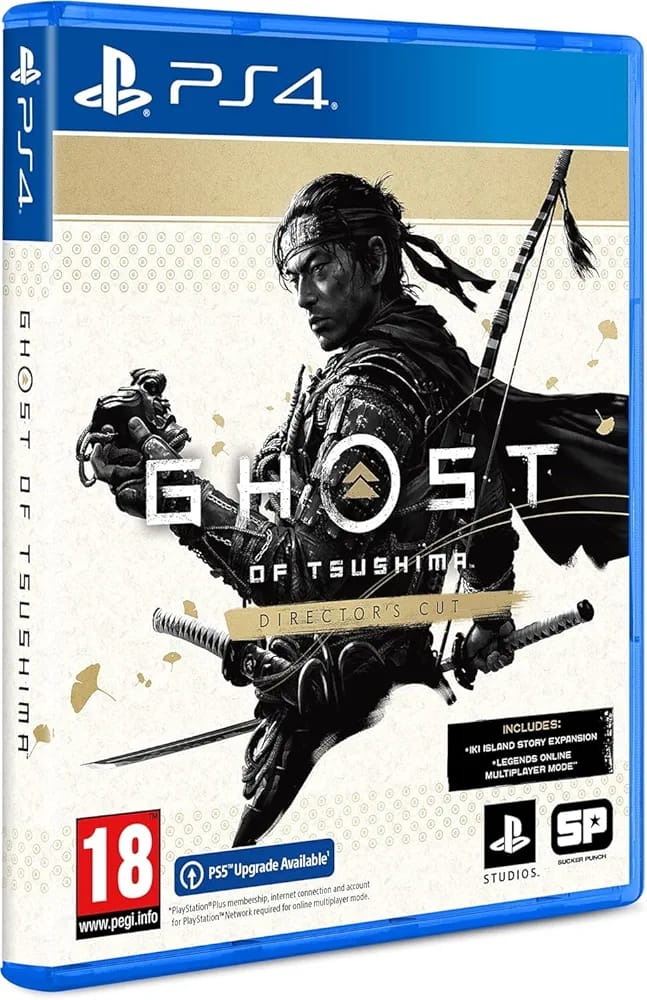 PS4
PS4
GHOST OF TSUSHIMA
GHOST
OF TSUSHIMA™
DIRECTOR'S CUT
INCLUDES:
*IKI ISLAND STORY EXPANSION
*LEGENDS ONLINE
MULTIPLAYER MODE*
18
www.pegi.info
PS5™ Upgrade Available¹
*PlayStation®Plus membership, internet connection and account
for PlayStation™Network required for online multiplayer mode.
STUDIOS.
SP
SUCKER PUNCH